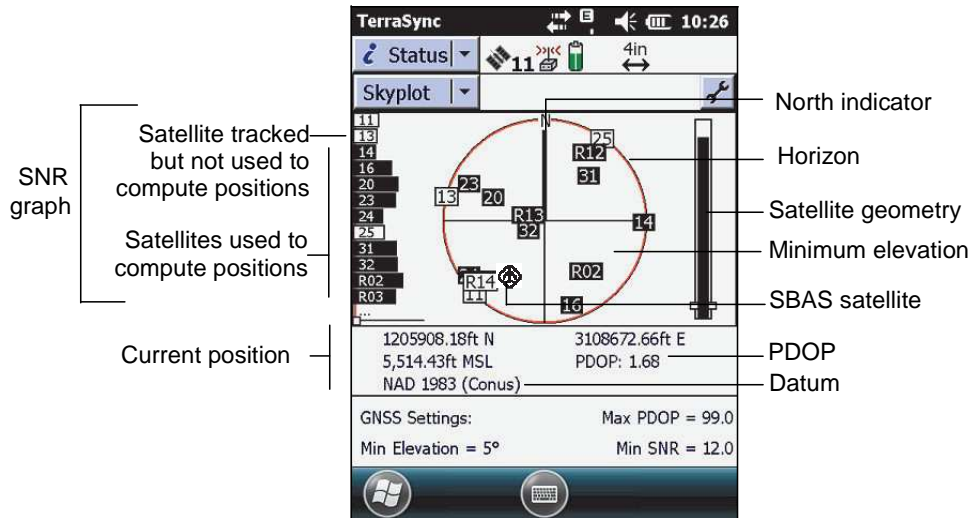 TerraSync
E
10:26
Status
11
4in
Skyplot
SNR graph
Satellite tracked
but not used to
compute positions
Satellites used to
compute positions
11
13
14
16
20
23
24
25
31
32
R02
R03
...
N
25
R12
31
23
13
20
R13
32
14
R02
R14
11
16
North indicator
Horizon
Satellite geometry
Minimum elevation
SBAS satellite
Current position
1205908.18ft N 3108672.66ft E
5,514.43ft MSL PDOP: 1.68
NAD 1983 (Conus)
PDOP
Datum
GNSS Settings: Max PDOP = 99.0
Min Elevation = 5° Min SNR = 12.0